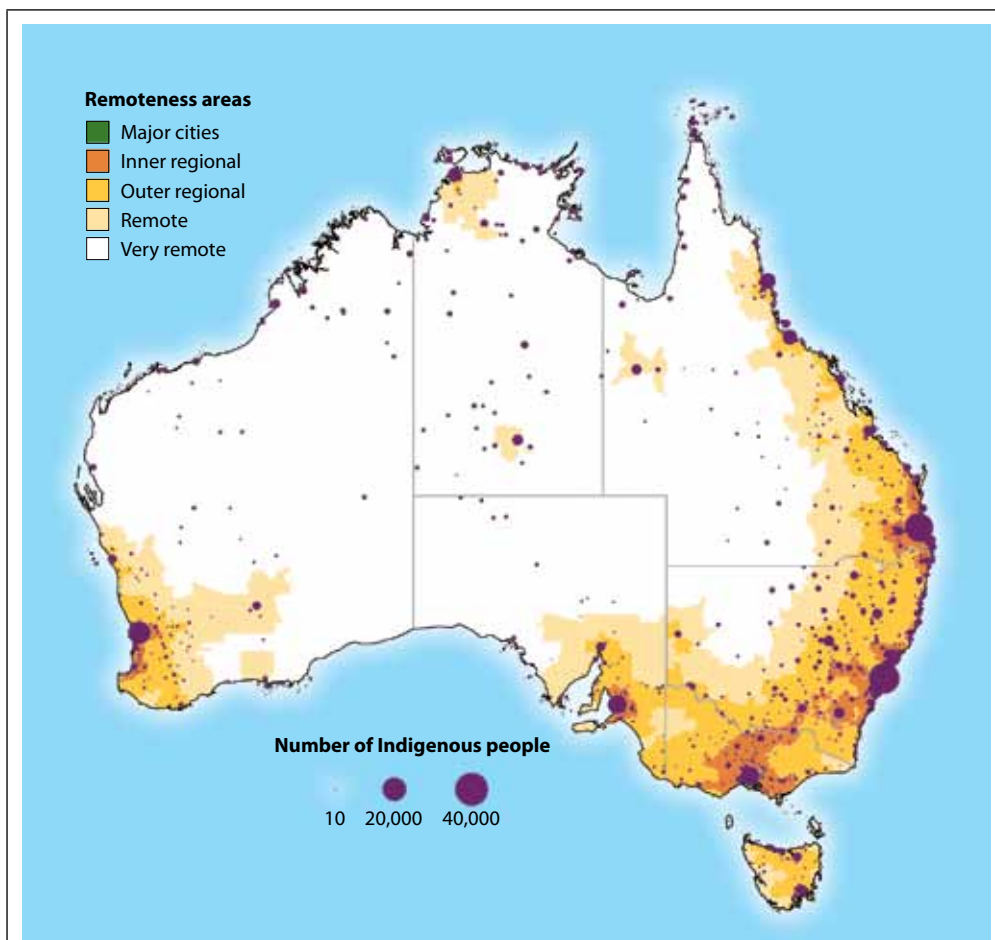 Remoteness areas
Major cities
Inner regional
Outer regional
Remote
Very remote
Number of Indigenous people
10 20,000 40,000